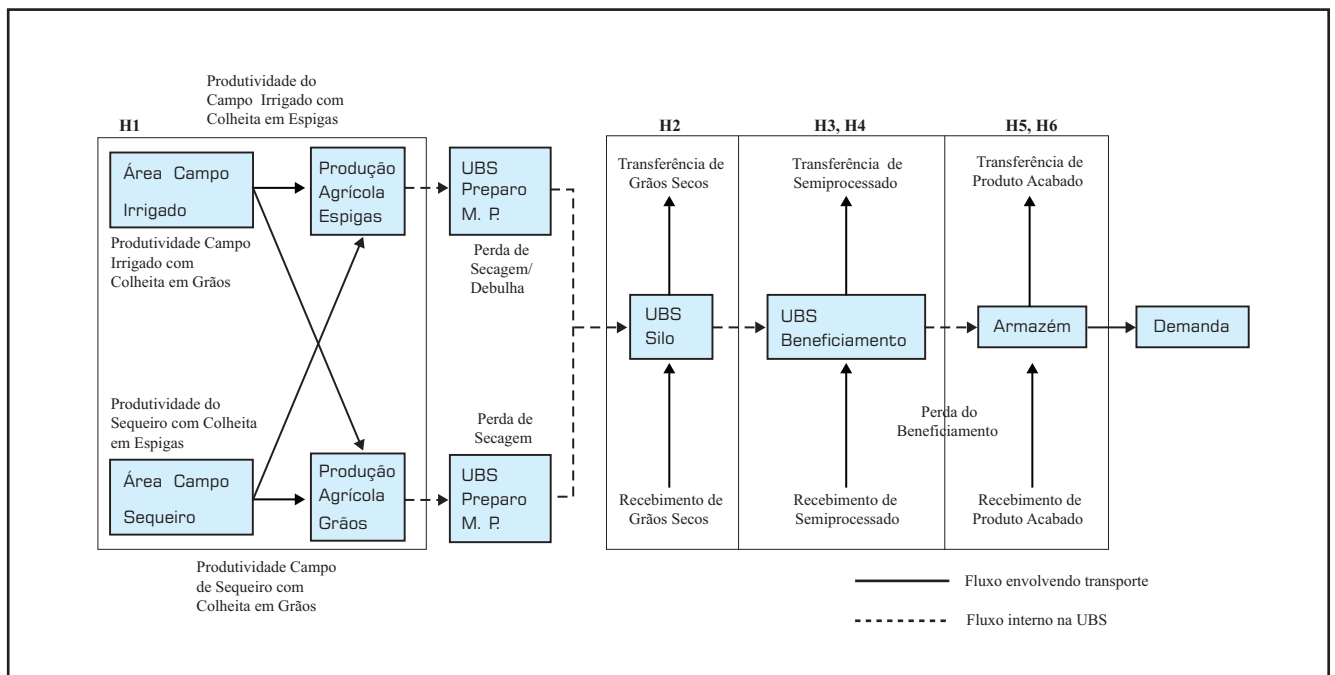 Produtividade do
Campo Irrigado com
Colheita em Espigas
H1
Área Campo
Irrigado
Produção
Agrícola
Espigas
UBS
Preparo
M. P.
Produtividade Campo
Irrigado com
Colheita em Grãos
Perda de
Secagem/
Debulha
Produtividade do
Sequeiro com Colheita
em Espigas
Perda de
Secagem
Área Campo
Sequeiro
Produção
Agrícola
Grãos
UBS
Preparo
M. P.
Produtividade Campo
de Sequeiro com
Colheita em Grãos
H2
Transferência de
Grãos Secos
UBS
Silo
Recebimento de
Grãos Secos
H3, H4
Transferência de
Semiprocessado
UBS
Beneficiamento
Perda do
Beneficiamento
Recebimento de
Semiprocessado
H5, H6
Transferência de
Produto Acabado
Armazém
Recebimento de
Produto Acabado
Demanda
Fluxo envolvendo transporte
Fluxo interno na UBS